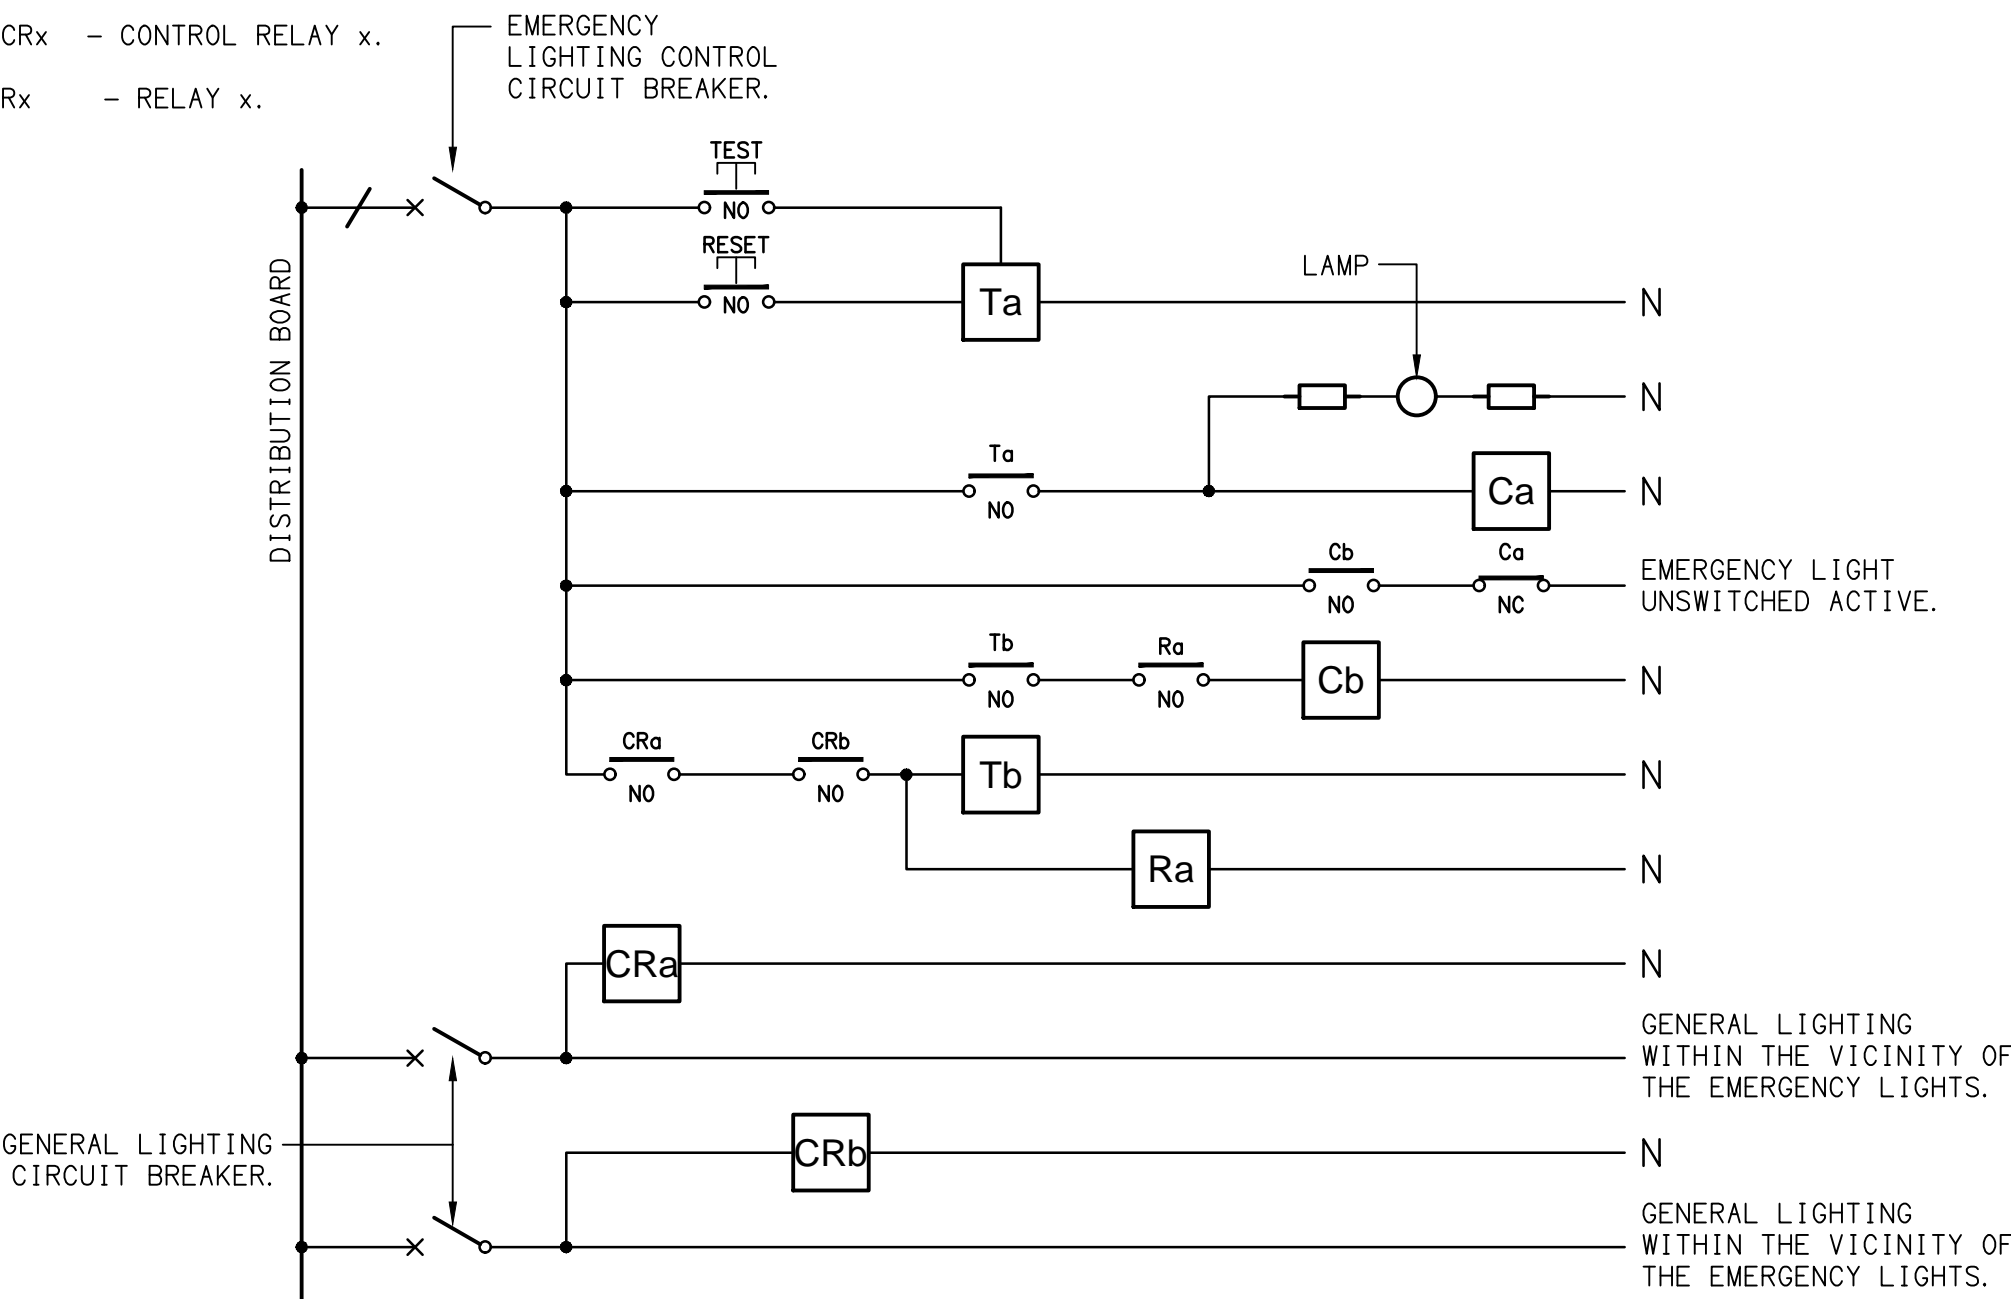 CRx - CONTROL RELAY x.
Rx - RELAY x.
EMERGENCY
LIGHTING CONTROL
CIRCUIT BREAKER.
DISTRIBUTION BOARD
TEST
NO
RESET
NO
Ta
N
LAMP
N
Ta
NO
Ca
N
Cb
NO
Ca
NC
EMERGENCY LIGHT
UNSWITCHED ACTIVE.
Tb
NO
Ra
NO
Cb
N
CRa
NO
CRb
NO
Tb
N
Ra
N
CRa
N
GENERAL LIGHTING
WITHIN THE VICINITY OF
THE EMERGENCY LIGHTS.
GENERAL LIGHTING
CIRCUIT BREAKER.
CRb
N
GENERAL LIGHTING
WITHIN THE VICINITY OF
THE EMERGENCY LIGHTS.